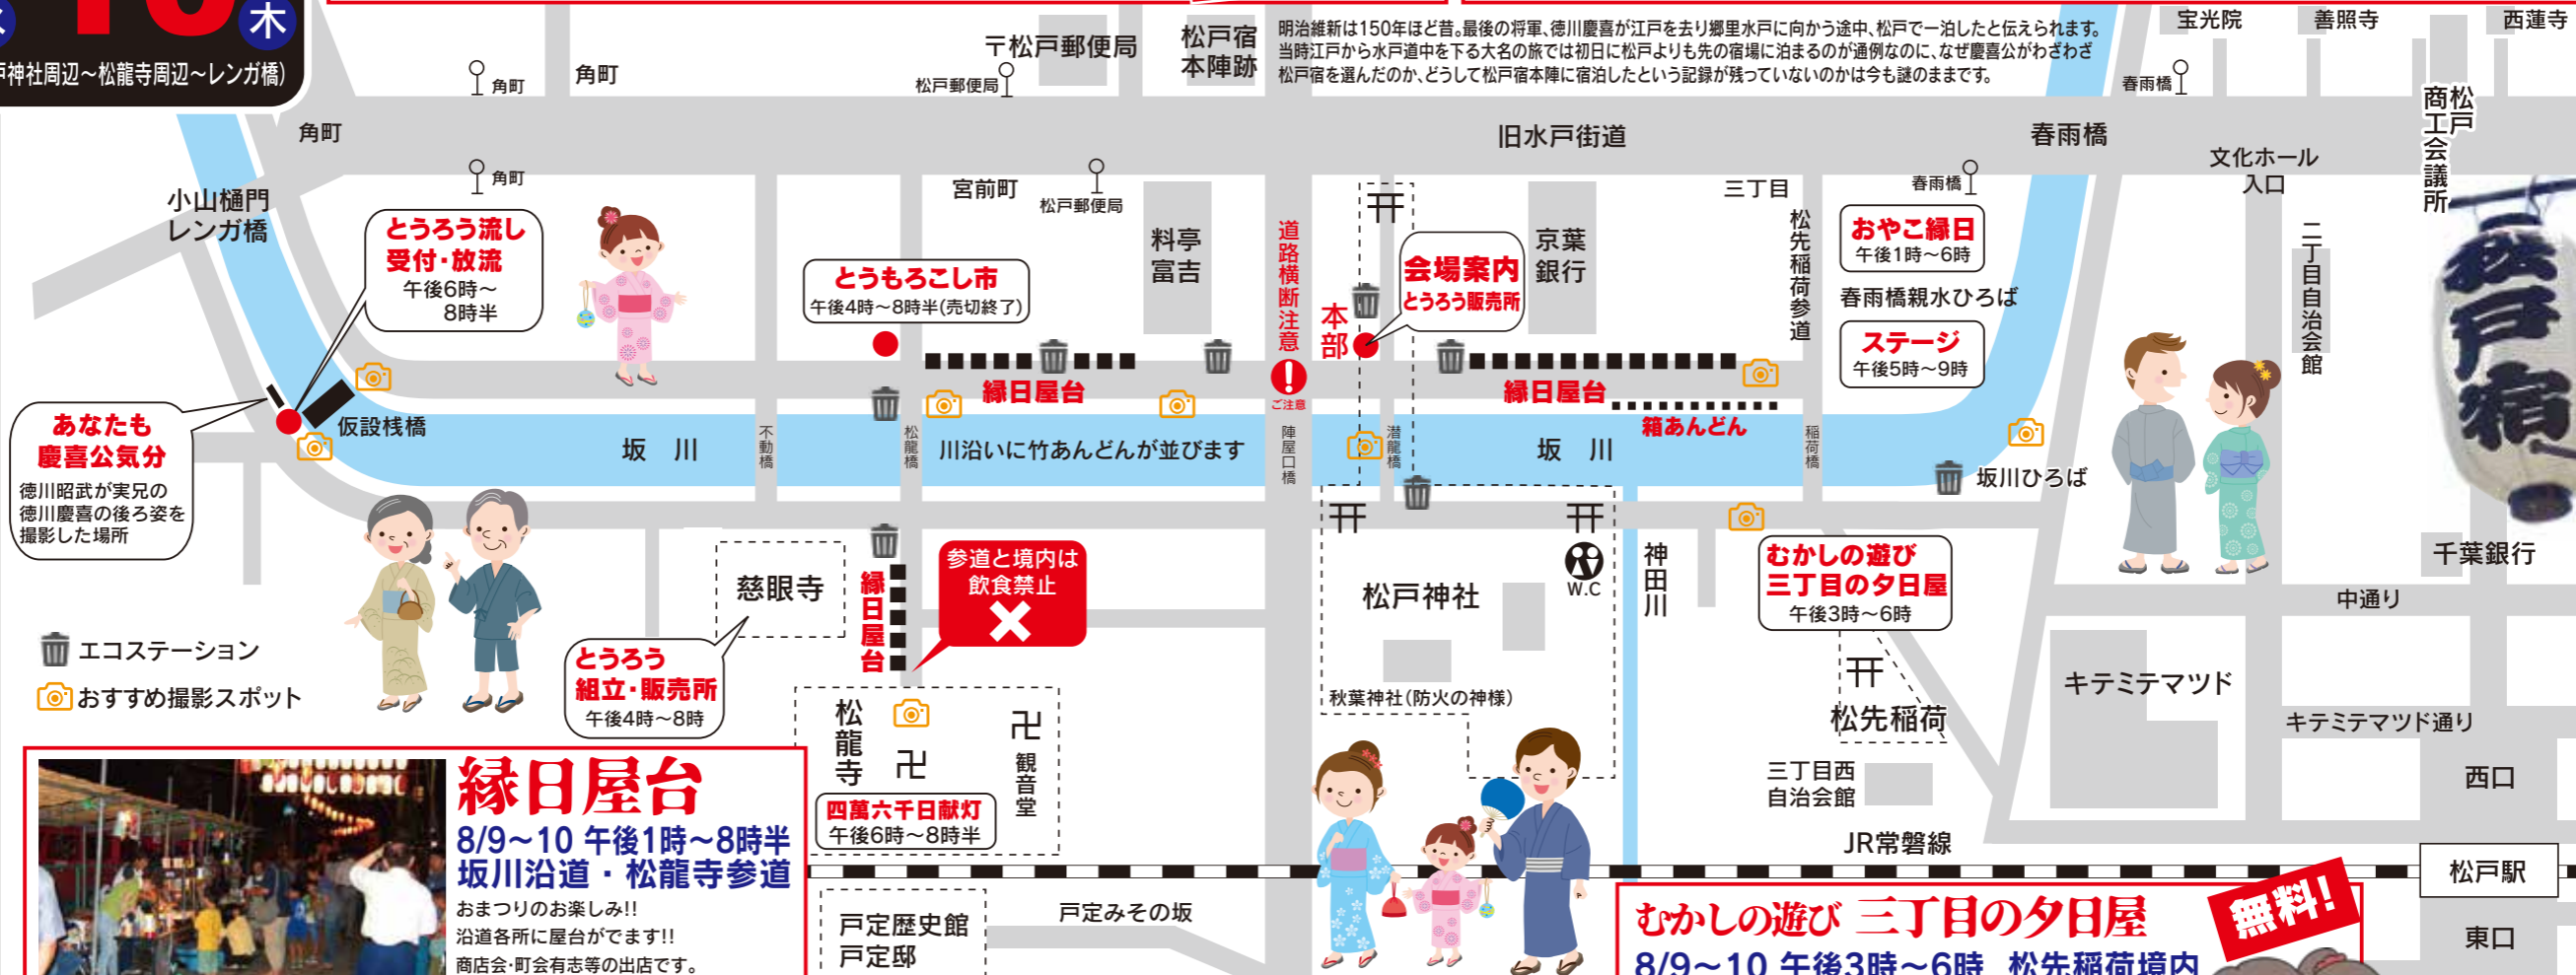 10
木
戸神社周辺～松龍寺周辺～レンガ橋)
明治維新は150年ほど昔。最後の将軍、徳川慶喜が江戸を去り郷里水戸に向かう途中、松戸で一泊したと伝えられます。
当時江戸から水戸道中を下る大名の旅では初日に松戸よりも先の宿場に泊まるのが通例なのに、なぜ慶喜公がわざわざ
松戸宿を選んだのか、どうして松戸宿本陣に宿泊したという記録が残っていないのかは今も謎のままです。
角町
角町
〒松戸郵便局
松戸郵便局
松戸宿
本陣跡
宝光院
善照寺
西蓮寺
春雨橋
松戸
商工会議所
角町
旧水戸街道
春雨橋
文化ホール
入口
角町
宮前町
松戸郵便局
三丁目
春雨橋
小山樋門
レンガ橋
とうろう流し
受付・放流
午後6時～
8時半
とうもろこし市
午後4時～8時半(売切終了)
料亭
富吉
道路横断注意
ご注意
本部
会場案内
とうろう販売所
京葉
銀行
松先稲荷参道
おやこ縁日
午後1時～6時
春雨橋親水ひろば
ステージ
午後5時～9時
二丁目自治会館
松戸宿
縁日屋台
縁日屋台
箱あんどん
あなたも
慶喜公気分
徳川昭武が実兄の
徳川慶喜の後ろ姿を
撮影した場所
仮設桟橋
坂 川
不動橋
松龍橋
川沿いに竹あんどんが並びます
陣屋口橋
潜龍橋
坂 川
稲荷橋
坂川ひろば
慈眼寺
縁日屋台
参道と境内は
飲食禁止
松戸神社
W.C
神田川
むかしの遊び
三丁目の夕日屋
午後3時～6時
千葉銀行
中通り
エコステーション
おすすめ撮影スポット
とうろう
組立・販売所
午後4時～8時
秋葉神社(防火の神様)
松先稲荷
キテミテマツド
キテミテマツド通り
松龍寺
観音堂
四萬六千日献灯
午後6時～8時半
三丁目西
自治会館
西口
JR常磐線
松戸駅
東口
縁日屋台
8/9～10 午後1時～8時半
坂川沿道・松龍寺参道
おまつりのお楽しみ!!
沿道各所に屋台がでます!!
商店会・町会有志等の出店です。
戸定歴史館
戸定邸
戸定みその坂
むかしの遊び 三丁目の夕日屋
無料!
8/9～10 午後3時～6時 松先稲荷境内